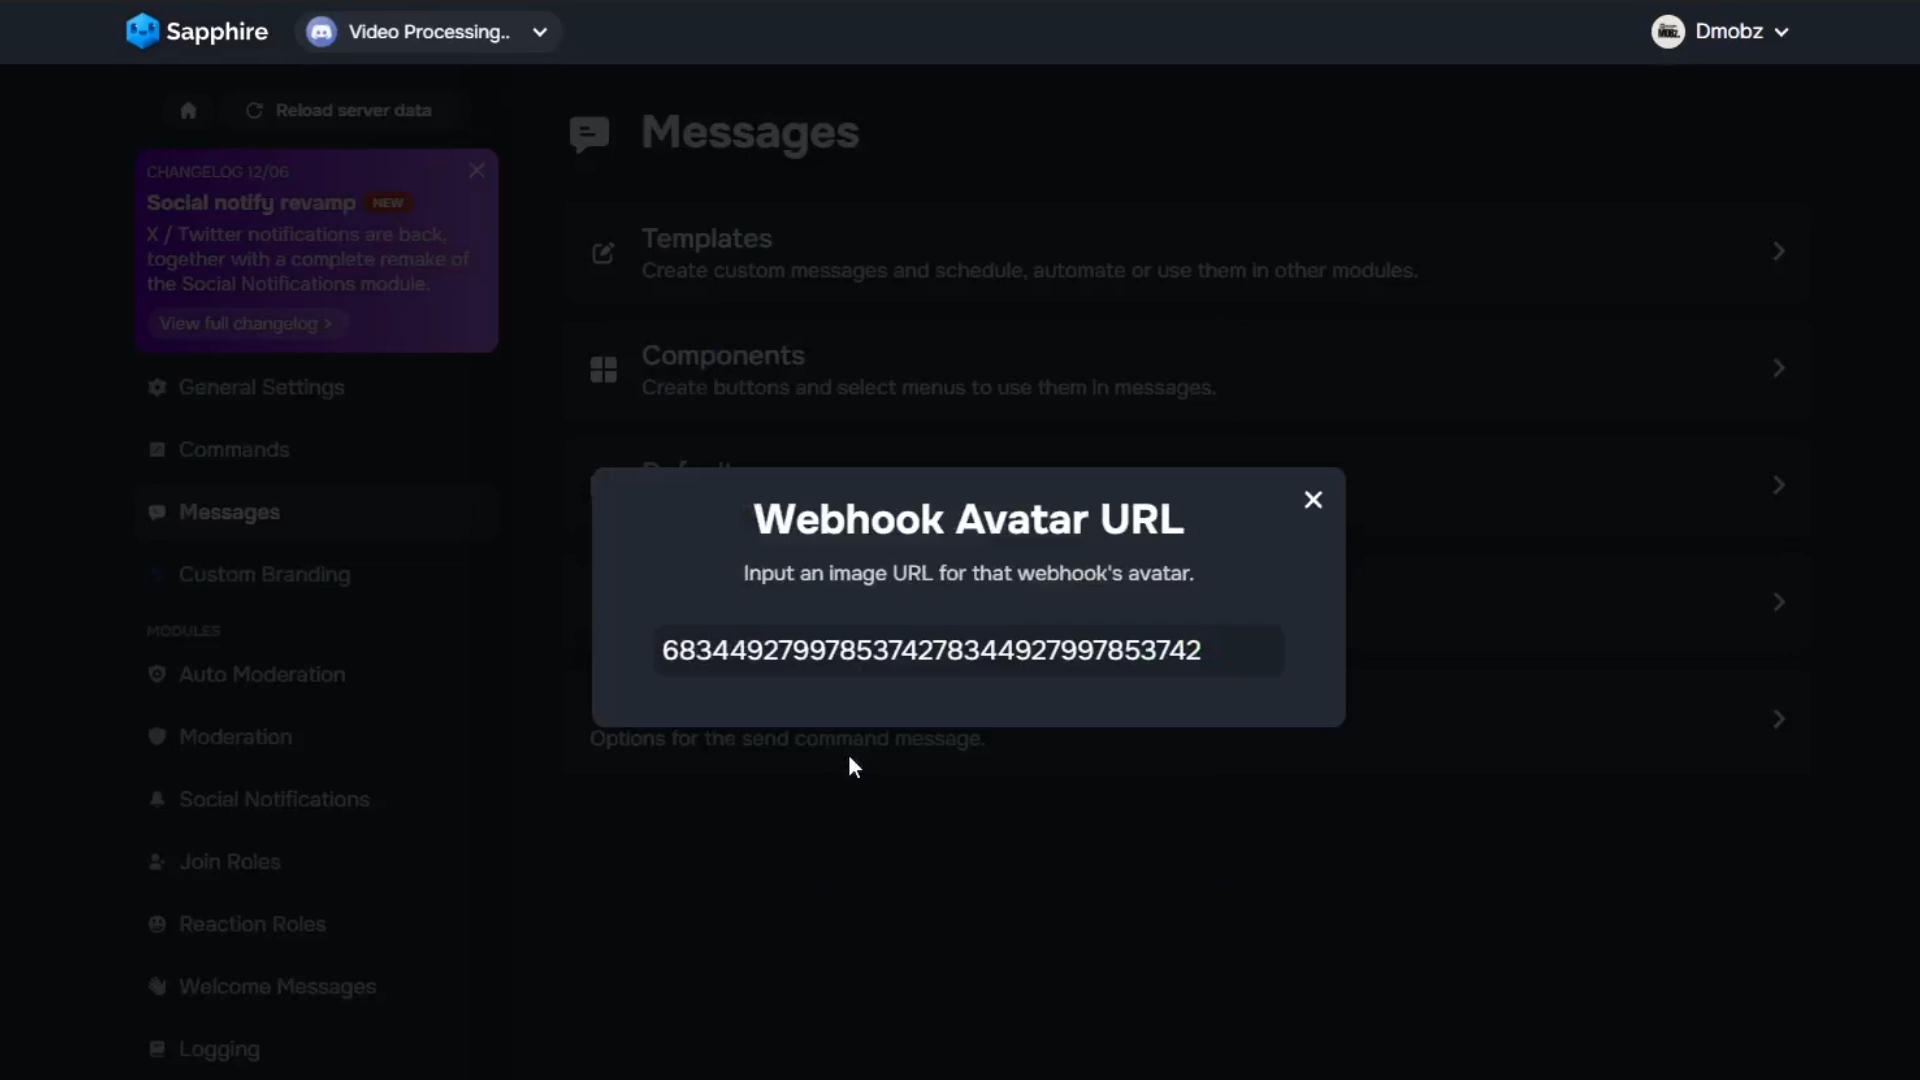 Sapphire
Video Processing..
Dmobz
Reload server data
Messages
CHANGELOG 12/06
Social notify revamp NEW
X / Twitter notifications are back,
together with a complete remake of
the Social Notifications module.
View full changelog >
Templates
Create custom messages and schedule, automate or use them in other modules.
Components
Create buttons and select menus to use them in messages.
General Settings
Commands
Messages
Custom Branding
MODULES
Auto Moderation
Moderation
Social Notifications
Join Roles
Reaction Roles
Welcome Messages
Logging
Webhook Avatar URL
Input an image URL for that webhook's avatar.
6834492799785374278344927997853742
Options for the send command message.